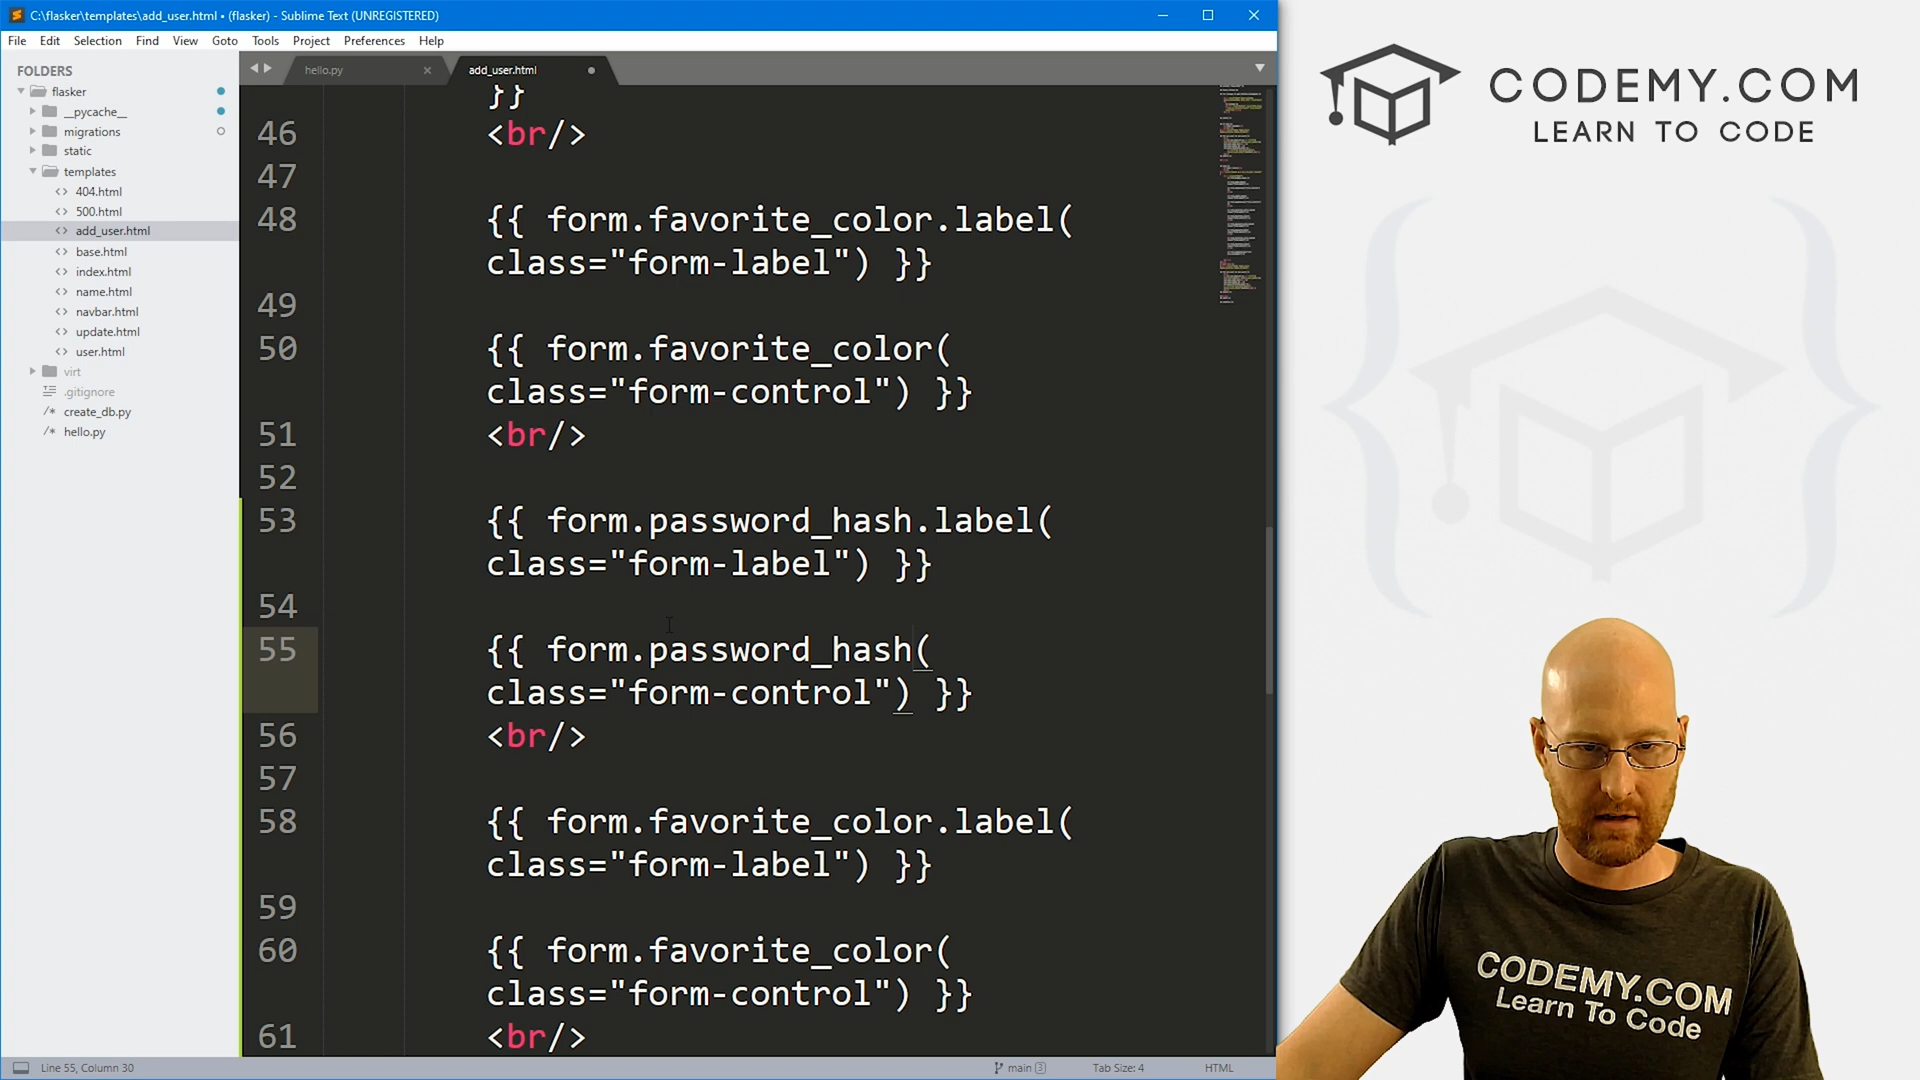 C:\flasker\templates\add_user.html • (flasker) - Sublime Text (UNREGISTERED)
File Edit Selection Find View Goto Tools Project Preferences Help
FOLDERS
flasker
__pycache__
migrations
static
templates
404.html
500.html
add_user.html
base.html
index.html
name.html
navbar.html
update.html
user.html
virt
.gitignore
create_db.py
hello.py
hello.py
add_user.html
}}
46 <br/>
47
48 {{ form.favorite_color.label(
class="form-label") }}
49
50 {{ form.favorite_color(
class="form-control") }}
51 <br/>
52
53 {{ form.password_hash.label(
class="form-label") }}
54
55 {{ form.password_hash(
class="form-control") }}
56 <br/>
57
58 {{ form.favorite_color.label(
class="form-label") }}
59
60 {{ form.favorite_color(
class="form-control") }}
61 <br/>
Line 55, Column 30
main 3
Tab Size: 4
HTML
CODEMY.COM
LEARN TO CODE
CODEMY.COM
Learn To Code